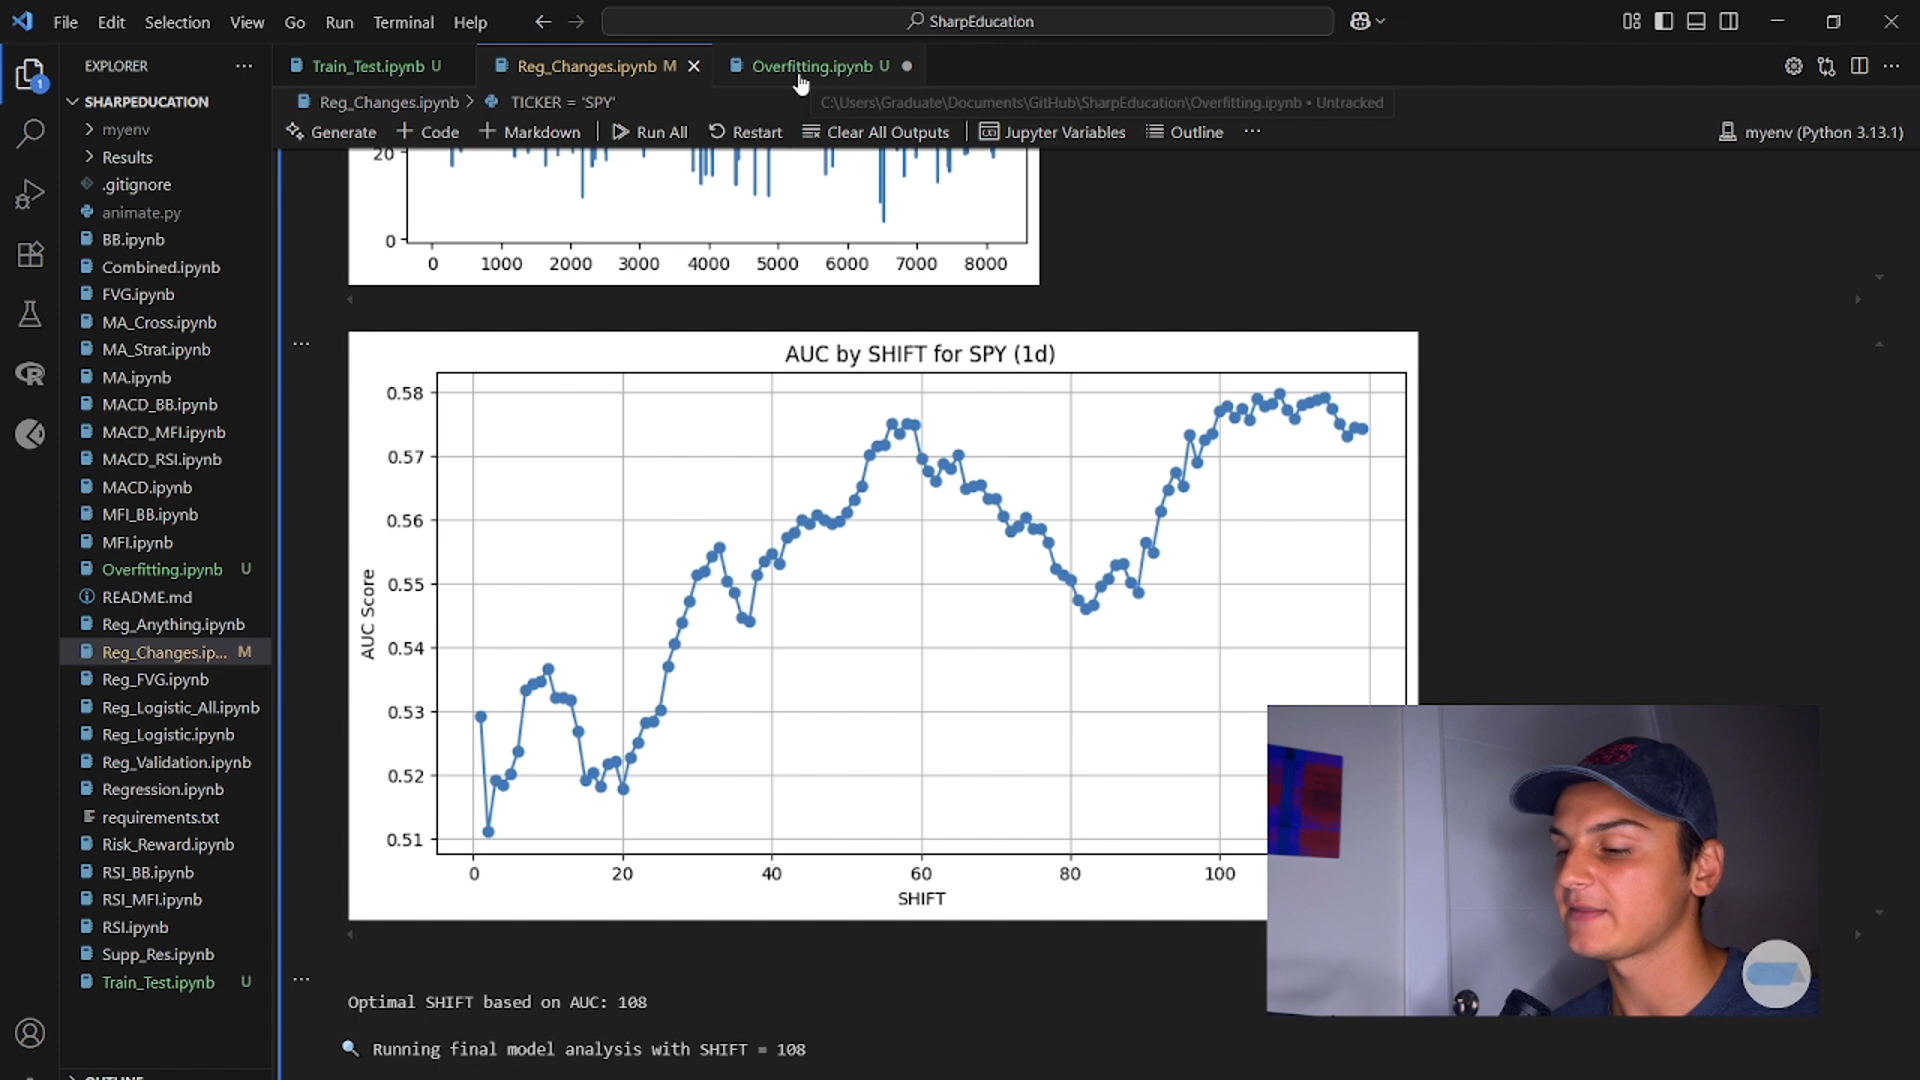 File Edit Selection View Go Run Terminal Help
SharpEducation
EXPLORER
Train_Test.ipynb U
Reg_Changes.ipynb M
Overfitting.ipynb U
SHARPEDUCATION
Reg_Changes.ipynb > TICKER = 'SPY'
C:\Users\Graduate\Documents\GitHub\SharpEducation\Overfitting.ipynb • Untracked
Generate + Code + Markdown Run All Restart Clear All Outputs Jupyter Variables Outline ...
myenv (Python 3.13.1)
1
myenv
Results
.gitignore
animate.py
BB.ipynb
Combined.ipynb
FVG.ipynb
MA_Cross.ipynb
MA_Strat.ipynb
MA.ipynb
MACD_BB.ipynb
MACD_MFI.ipynb
MACD_RSI.ipynb
MACD.ipynb
MFI_BB.ipynb
MFI.ipynb
Overfitting.ipynb U
README.md
Reg_Anything.ipynb
Reg_Changes.ip... M
Reg_FVG.ipynb
Reg_Logistic_All.ipynb
Reg_Logistic.ipynb
Reg_Validation.ipynb
Regression.ipynb
requirements.txt
Risk_Reward.ipynb
RSI_BB.ipynb
RSI_MFI.ipynb
RSI.ipynb
Supp_Res.ipynb
Train_Test.ipynb U
OUTLINE
20
0
0 1000 2000 3000 4000 5000 6000 7000 8000
AUC by SHIFT for SPY (1d)
0.58
0.57
0.56
0.55
0.54
0.53
0.52
0.51
AUC Score
0 20 40 60 80 100
SHIFT
Optimal SHIFT based on AUC: 108
Running final model analysis with SHIFT = 108